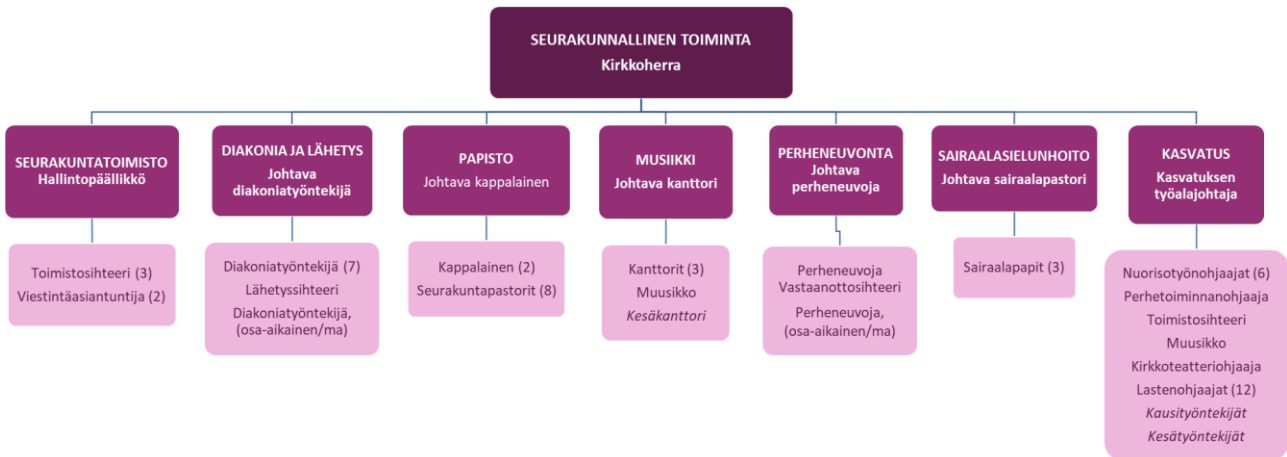 SEURAKUNNALLINEN TOIMINTA
Kirkkoherra
SEURAKUNTATOIMISTO
Hallintopäällikkö
Toimistosihteeri (3)
Viestintäasiantuntija (2)
DIAKONIA JA LÄHETYS
Johtava
diakoniatyöntekijä
Diakoniatyöntekijä (7)
Lähetyssihteeri
Diakoniatyöntekijä,
(osa-aikainen/ma)
PAPISTO
Johtava kappalainen
Kappalainen (2)
Seurakuntapastorit (8)
MUSIIKKI
Johtava kanttori
Kanttorit (3)
Muusikko
Kesäkanttori
PERHENEUVONTA
Johtava
perheneuvoja
Perheneuvoja
Vastaanottosihteeri
Perheneuvoja,
(osa-aikainen/ma)
SAIRAALASIELUNHOITO
Johtava sairaalapastori
Sairaalapapit (3)
KASVATUS
Kasvatuksen
työalajohtaja
Nuorisotyönohjaajat (6)
Perhetoiminnanohjaaja
Toimistosihteeri
Muusikko
Kirkkoteatteriohjaaja
Lastenohjaajat (12)
Kausityöntekijät
Kesätyöntekijät